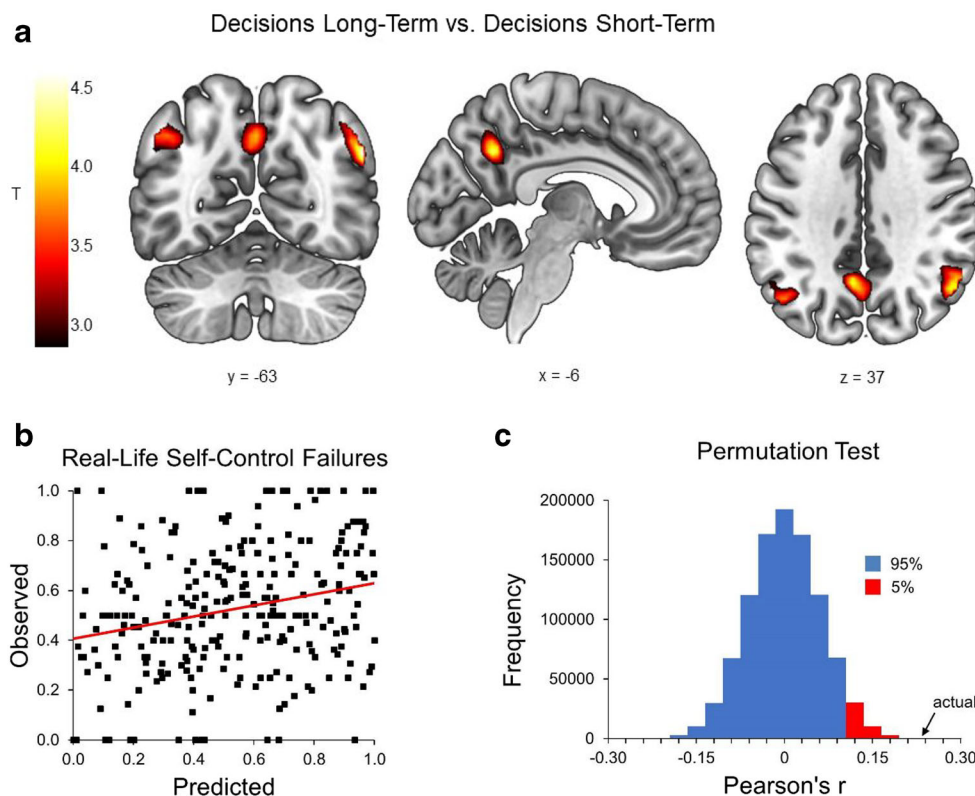 a
Decisions Long-Term vs. Decisions Short-Term
4.5
4.0
T
3.5
3.0
y = -63
x = -6
z = 37
b
Real-Life Self-Control Failures
1.0
0.8
0.6
0.4
0.2
0.0
Observed
0.0 0.2 0.4 0.6 0.8 1.0
Predicted
c
Permutation Test
200000
150000
100000
50000
0
Frequency
95%
5%
actual
-0.30 -0.15 0 0.15 0.30
Pearson's r